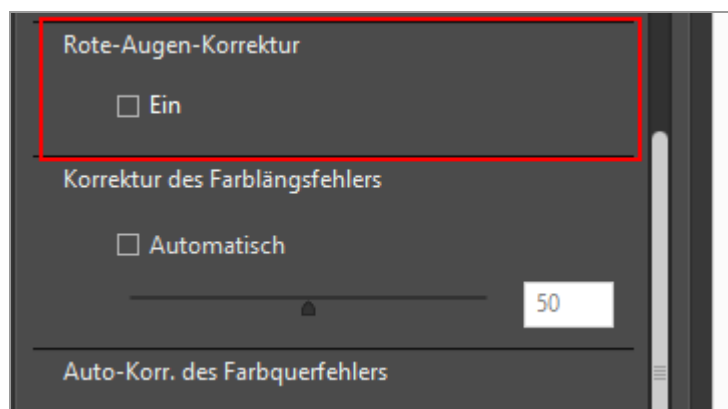 Rote-Augen-Korrektur
Ein
Korrektur des Farblängsfehlers
Automatisch
50
Auto-Korr. des Farbquerfehlers